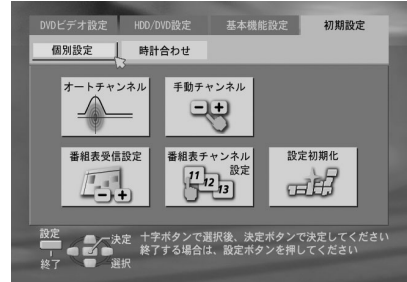 DVDビデオ設定 HDD/DVD設定 基本機能設定 初期設定
個別設定 時計合わせ
オートチャンネル 手動チャンネル
番組表受信設定 番組表チャンネル 設定 設定初期化
11 12 13
設定 決定 十字ボタンで選択後、決定ボタンで決定してください
終了する場合は、設定ボタンを押してください
終了 選択